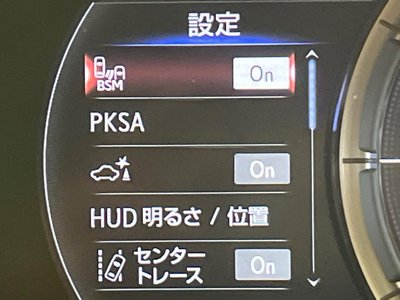 設定
BSM
On
PKSA
On
HUD 明るさ / 位置
センター
トレース
On